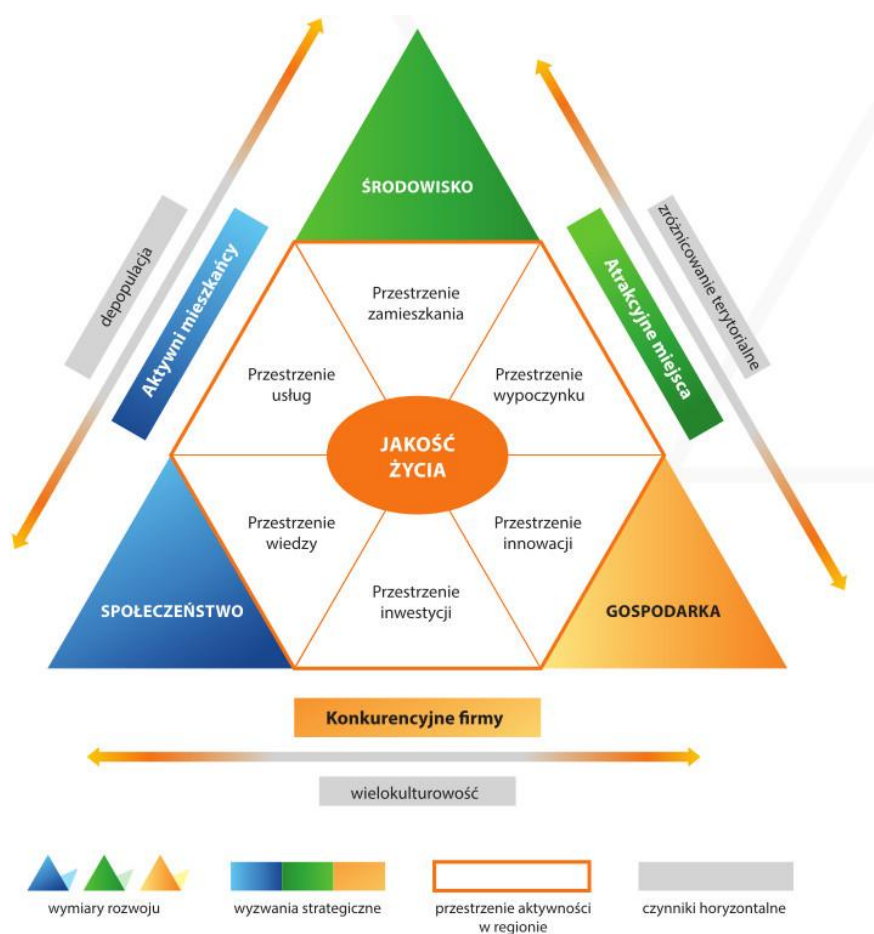 ŚRODOWISKO
depopulacja
Aktywni mieszkańcy
Atrakcyjne miejsca
zróżnicowanie terytorialne
Przestrzenie
zamieszkania
Przestrzenie
usług
Przestrzenie
wypoczynku
JAKOŚĆ
ŻYCIA
Przestrzenie
wiedzy
Przestrzenie
innowacji
Przestrzenie
inwestycji
SPOŁECZEŃSTWO
GOSPODARKA
Konkurencyjne firmy
wielokulturowość
wymiary rozwoju
wyzwania strategiczne
przestrzenie aktywności
w regionie
czynniki horyzontalne